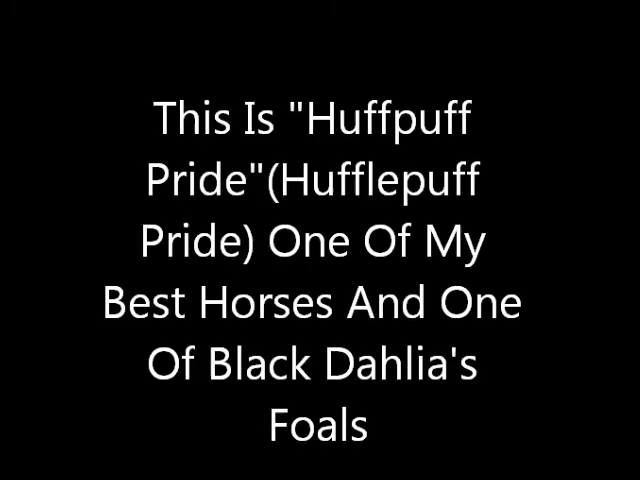 This Is "Huffpuff
Pride"(Hufflepuff
Pride) One Of My
Best Horses And One
Of Black Dahlia's
Foals